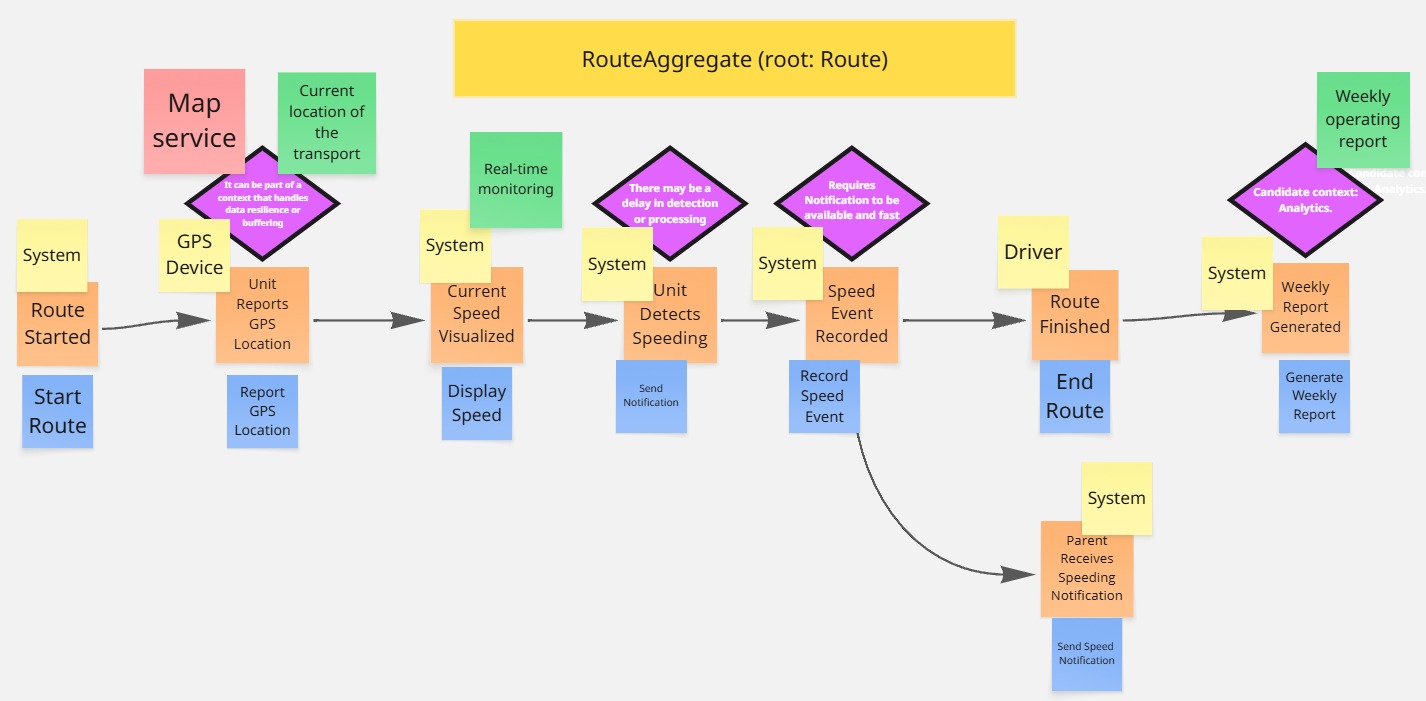 RouteAggregate (root: Route)
Map
service
Current
location of
the
transport
It can be part of a
context that handles
data resilience or
buffering
System
Route
Started
Start
Route
GPS
Device
Unit
Reports
GPS
Location
Report
GPS
Location
Real-time
monitoring
System
Current
Speed
Visualized
Display
Speed
There may be a
delay in detection
or processing
System
Unit
Detects
Speeding
Send
Notification
Requires
Notification to be
available and fast
System
Speed
Event
Recorded
Record
Speed
Event
Driver
Route
Finished
End
Route
System
Parent
Receives
Speeding
Notification
Send Speed
Notification
Weekly
operating
report
Candidate context:
Analytics.
Candidate con
Analytics
System
Weekly
Report
Generated
Generate
Weekly
Report